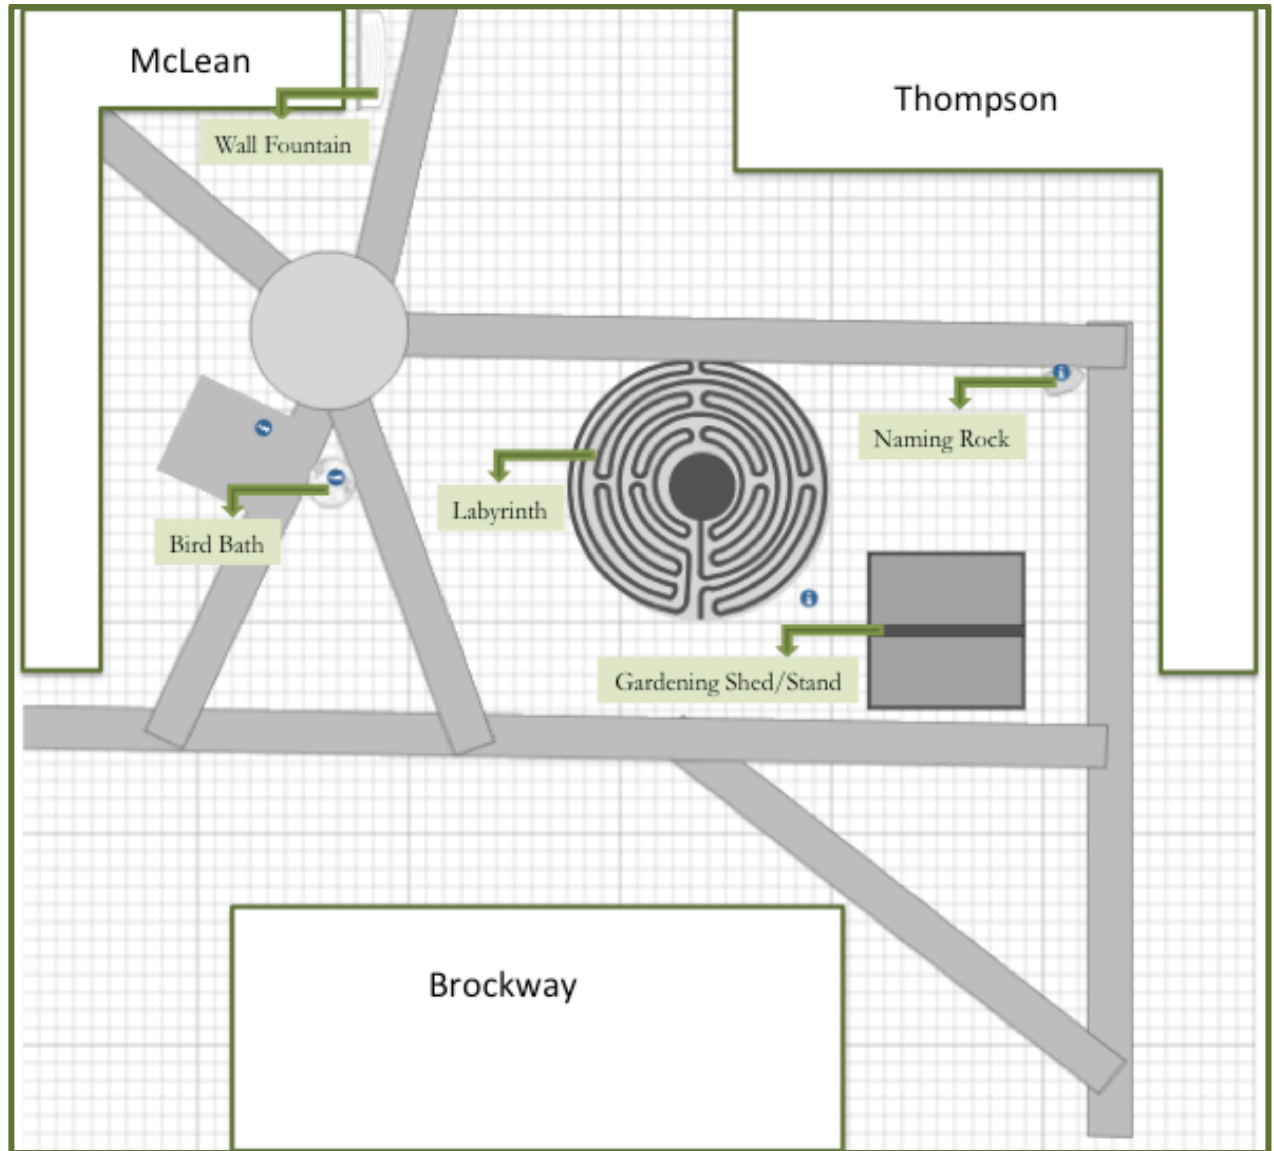 McLean
Thompson
Wall Fountain
Naming Rock
Labyrinth
Bird Bath
Gardening Shed/Stand
Brockway